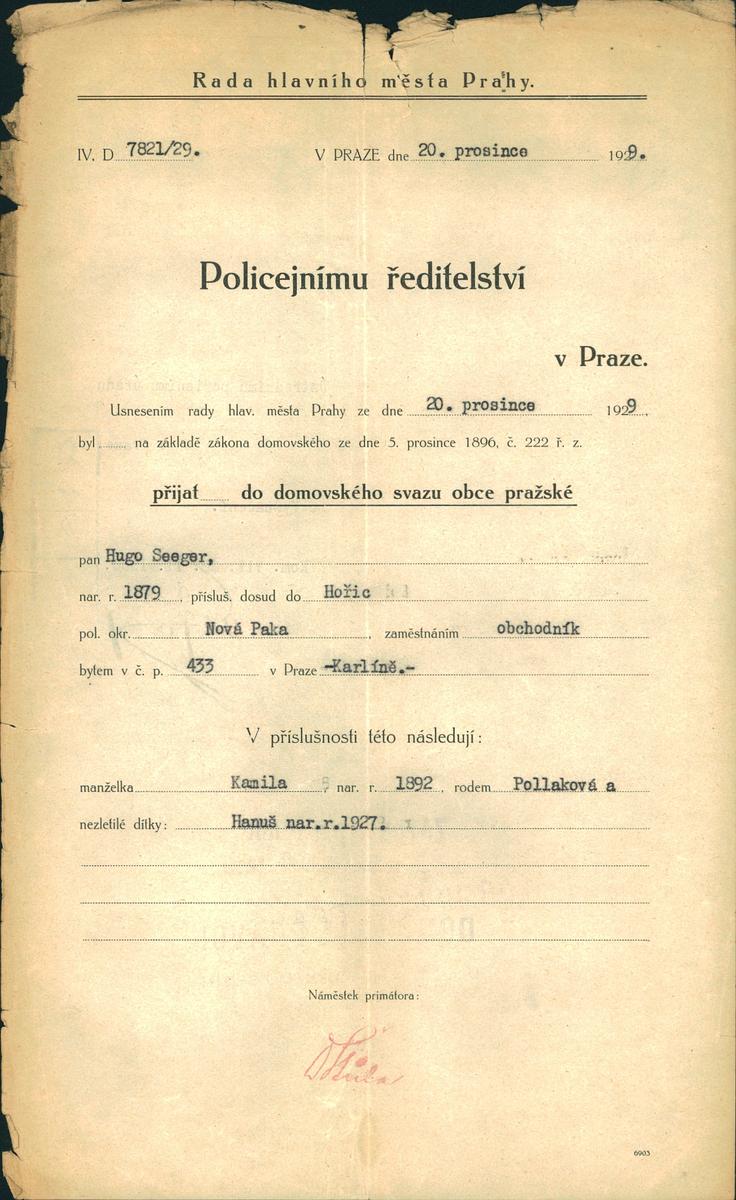 Rada hlavního města Prahy.
IV. D 7821/29. V PRAZE dne 20. prosince 1929.
Policejnímu ředitelství
v Praze.
Usnesením rady hlav. města Prahy ze dne 20. prosince 1929,
byl ........ na základě zákona domovského ze dne 5. prosince 1896, č. 222 ř. z.
přijat ........ do domovského svazu obce pražské
pan Hugo Seeger,
nar. r. 1879, přísluš. dosud do Hořic
pol. okr. Nová Paka, zaměstnáním obchodník
bytem v č. p. 433 v Praze -Karlíně.-
V příslušnosti této následují:
manželka Kamila, nar. r. 1892, rodem Pollaková a
nezletilé dítky: Hanuš nar.r.1927.
Náměstek primátora:
6903